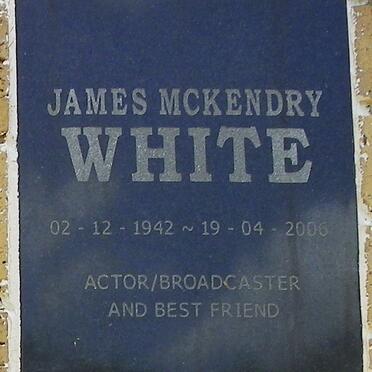 JAMES MCKENDRY
WHITE
02 - 12 - 1942 ~ 19 - 04 - 2006
ACTOR/BROADCASTER
AND BEST FRIEND